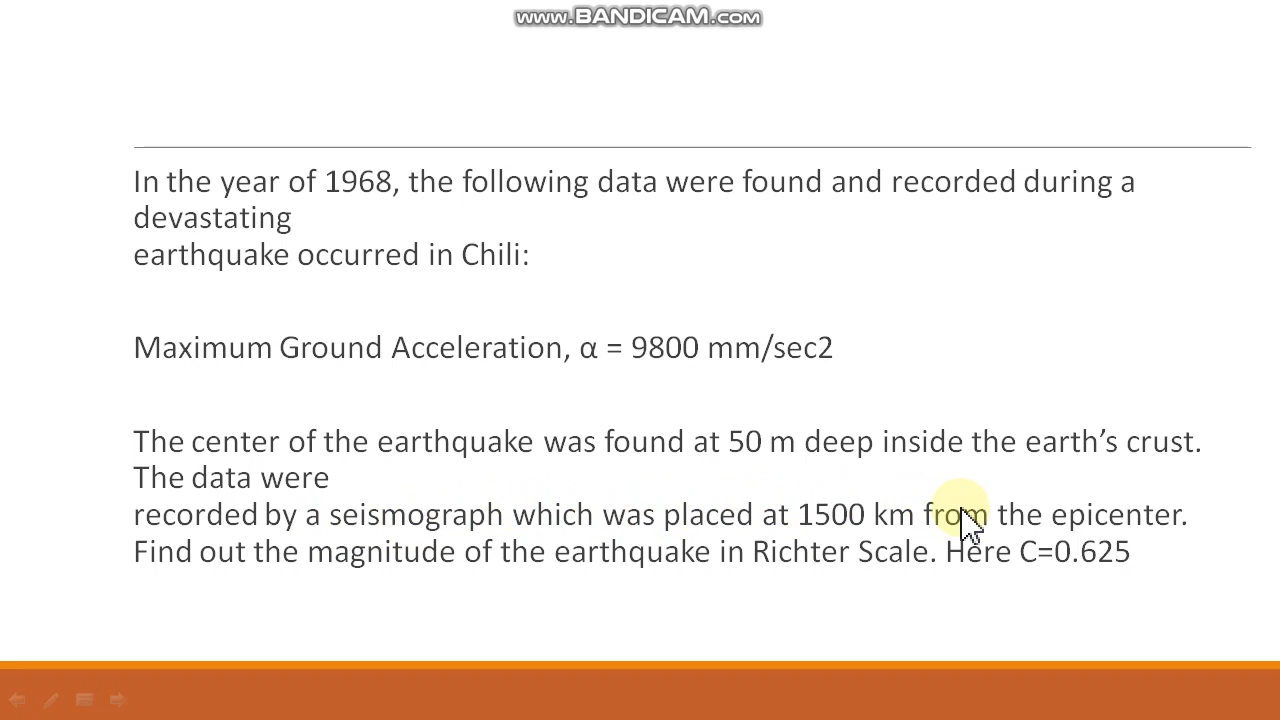 www.BANDICAM.com
In the year of 1968, the following data were found and recorded during a
devastating
earthquake occurred in Chili:
Maximum Ground Acceleration, α = 9800 mm/sec2
The center of the earthquake was found at 50 m deep inside the earth’s crust.
The data were
recorded by a seismograph which was placed at 1500 km from the epicenter.
Find out the magnitude of the earthquake in Richter Scale. Here C=0.625